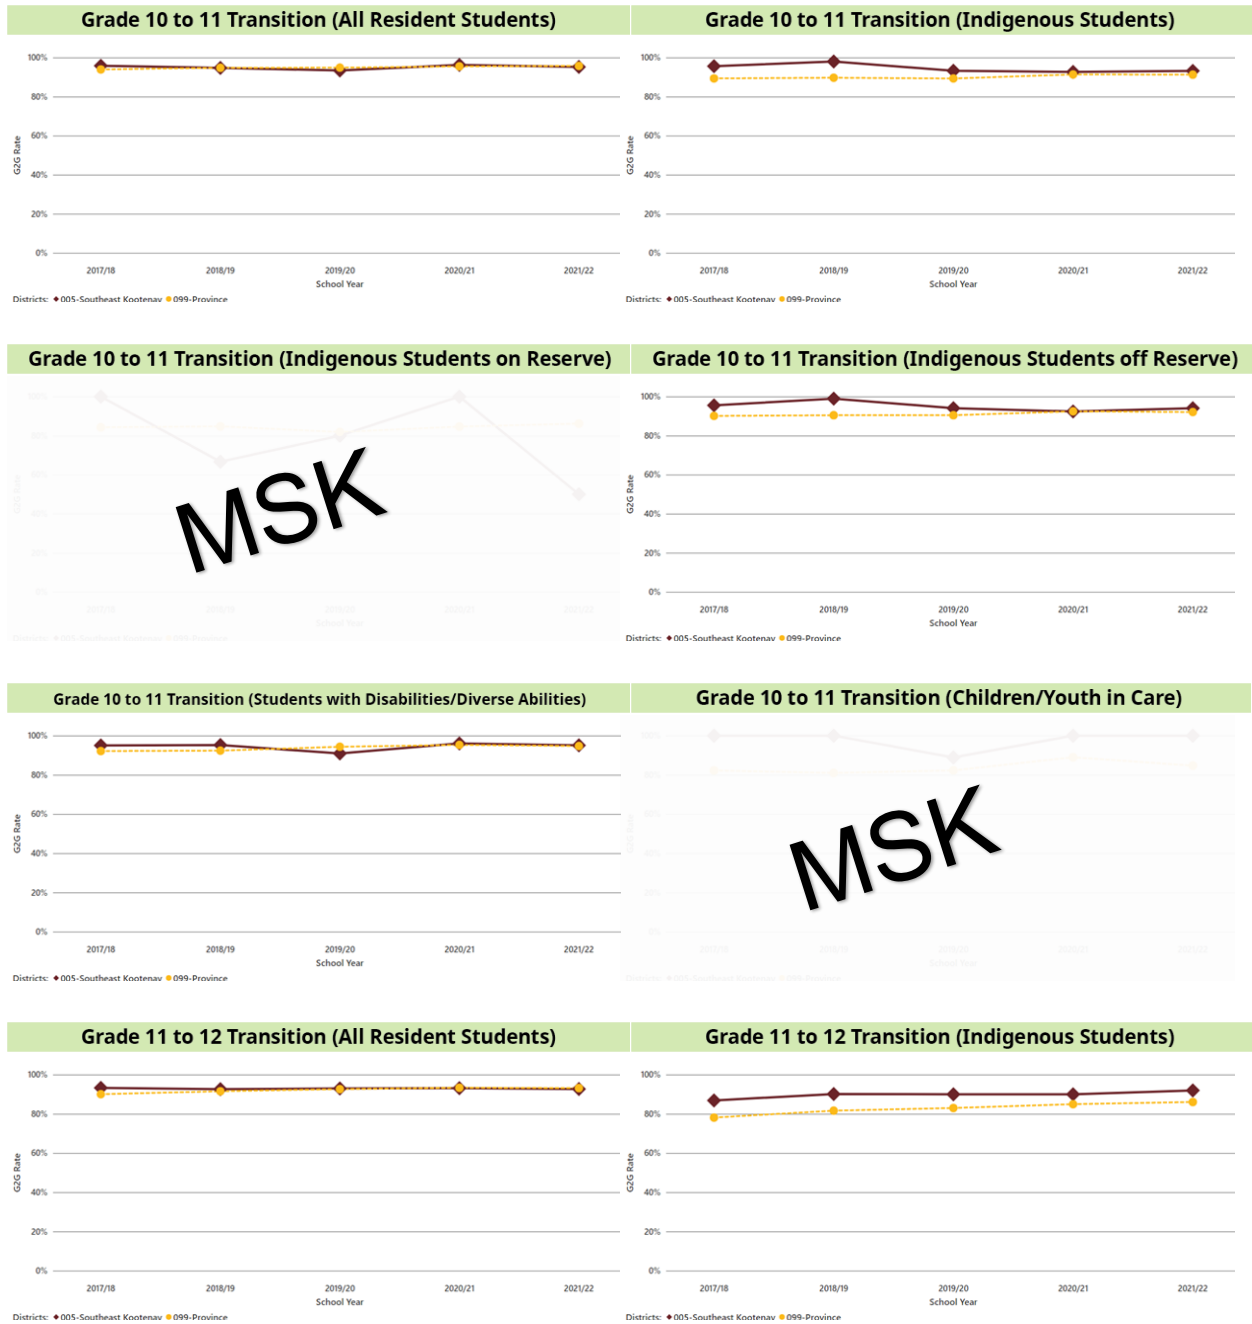 Grade 10 to 11 Transition (All Resident Students)
100%
80%
60%
40%
20%
0%
G2G Rate
2017/18 2018/19 2019/20 2020/21 2021/22
School Year
Districts: 005-Southeast Kootenay 099-Province
Grade 10 to 11 Transition (Indigenous Students)
100%
80%
60%
40%
20%
0%
G2G Rate
2017/18 2018/19 2019/20 2020/21 2021/22
School Year
Districts: 005-Southeast Kootenay 099-Province
Grade 10 to 11 Transition (Indigenous Students on Reserve)
MSK
Grade 10 to 11 Transition (Indigenous Students off Reserve)
100%
80%
60%
40%
20%
0%
G2G Rate
2017/18 2018/19 2019/20 2020/21 2021/22
School Year
Districts: 005-Southeast Kootenay 099-Province
Grade 10 to 11 Transition (Students with Disabilities/Diverse Abilities)
100%
80%
60%
40%
20%
0%
G2G Rate
2017/18 2018/19 2019/20 2020/21 2021/22
School Year
Districts: 005-Southeast Kootenay 099-Province
Grade 10 to 11 Transition (Children/Youth in Care)
MSK
Grade 11 to 12 Transition (All Resident Students)
100%
80%
60%
40%
20%
0%
G2G Rate
2017/18 2018/19 2019/20 2020/21 2021/22
School Year
Districts: 005-Southeast Kootenay 099-Province
Grade 11 to 12 Transition (Indigenous Students)
100%
80%
60%
40%
20%
0%
G2G Rate
2017/18 2018/19 2019/20 2020/21 2021/22
School Year
Districts: 005-Southeast Kootenay 099-Province